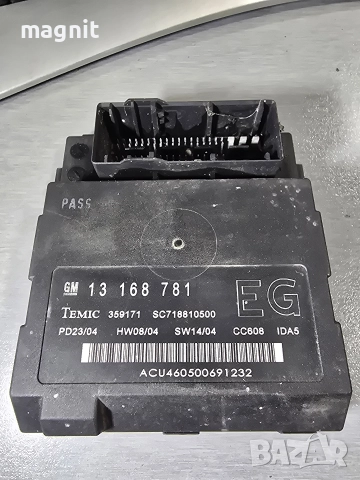 magnit
PASS
GM 13 168 781 EG
TEMIC 359171 SC718810500
PD23/04 HW08/04 SW14/04 CC608 IDA5
ACU460500691232
BAZAR
bg